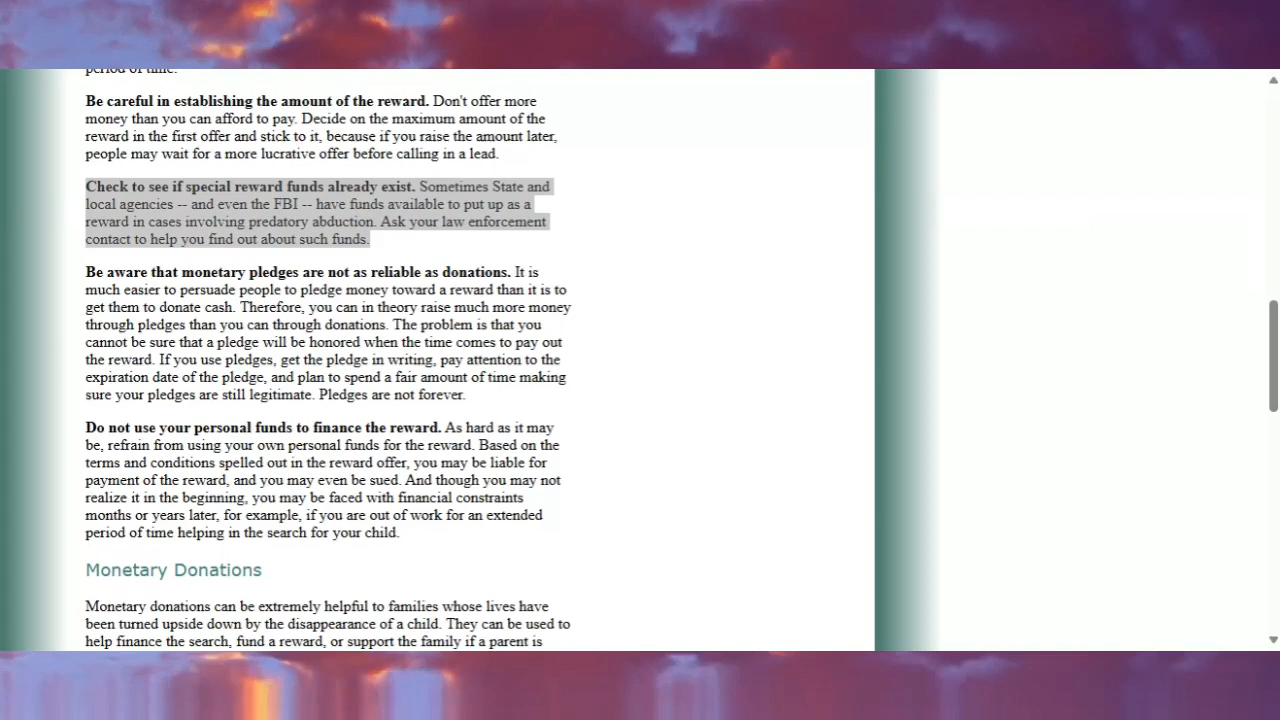 period of time.
Be careful in establishing the amount of the reward. Don't offer more
money than you can afford to pay. Decide on the maximum amount of the
reward in the first offer and stick to it, because if you raise the amount later,
people may wait for a more lucrative offer before calling in a lead.
Check to see if special reward funds already exist. Sometimes State and
local agencies -- and even the FBI -- have funds available to put up as a
reward in cases involving predatory abduction. Ask your law enforcement
contact to help you find out about such funds.
Be aware that monetary pledges are not as reliable as donations. It is
much easier to persuade people to pledge money toward a reward than it is to
get them to donate cash. Therefore, you can in theory raise much more money
through pledges than you can through donations. The problem is that you
cannot be sure that a pledge will be honored when the time comes to pay out
the reward. If you use pledges, get the pledge in writing, pay attention to the
expiration date of the pledge, and plan to spend a fair amount of time making
sure your pledges are still legitimate. Pledges are not forever.
Do not use your personal funds to finance the reward. As hard as it may
be, refrain from using your own personal funds for the reward. Based on the
terms and conditions spelled out in the reward offer, you may be liable for
payment of the reward, and you may even be sued. And though you may not
realize it in the beginning, you may be faced with financial constraints
months or years later, for example, if you are out of work for an extended
period of time helping in the search for your child.
Monetary Donations
Monetary donations can be extremely helpful to families whose lives have
been turned upside down by the disappearance of a child. They can be used to
help finance the search, fund a reward, or support the family if a parent is